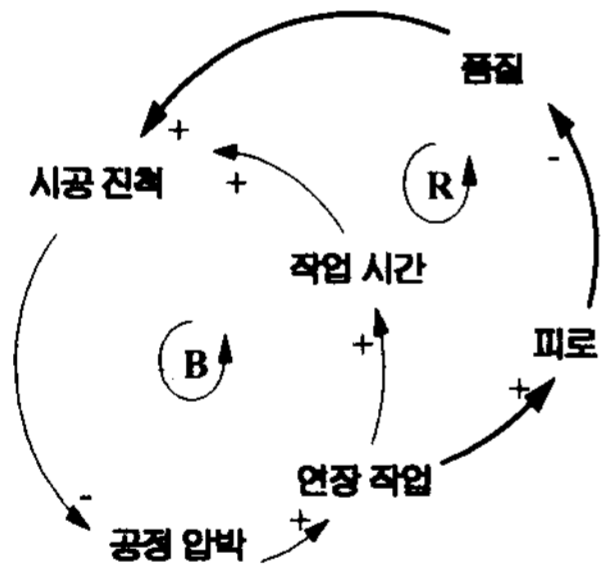 품질
+
시공 진척
+
R
-
작업 시간
+
피로
B
+
연장 작업
-
+
공정 압박